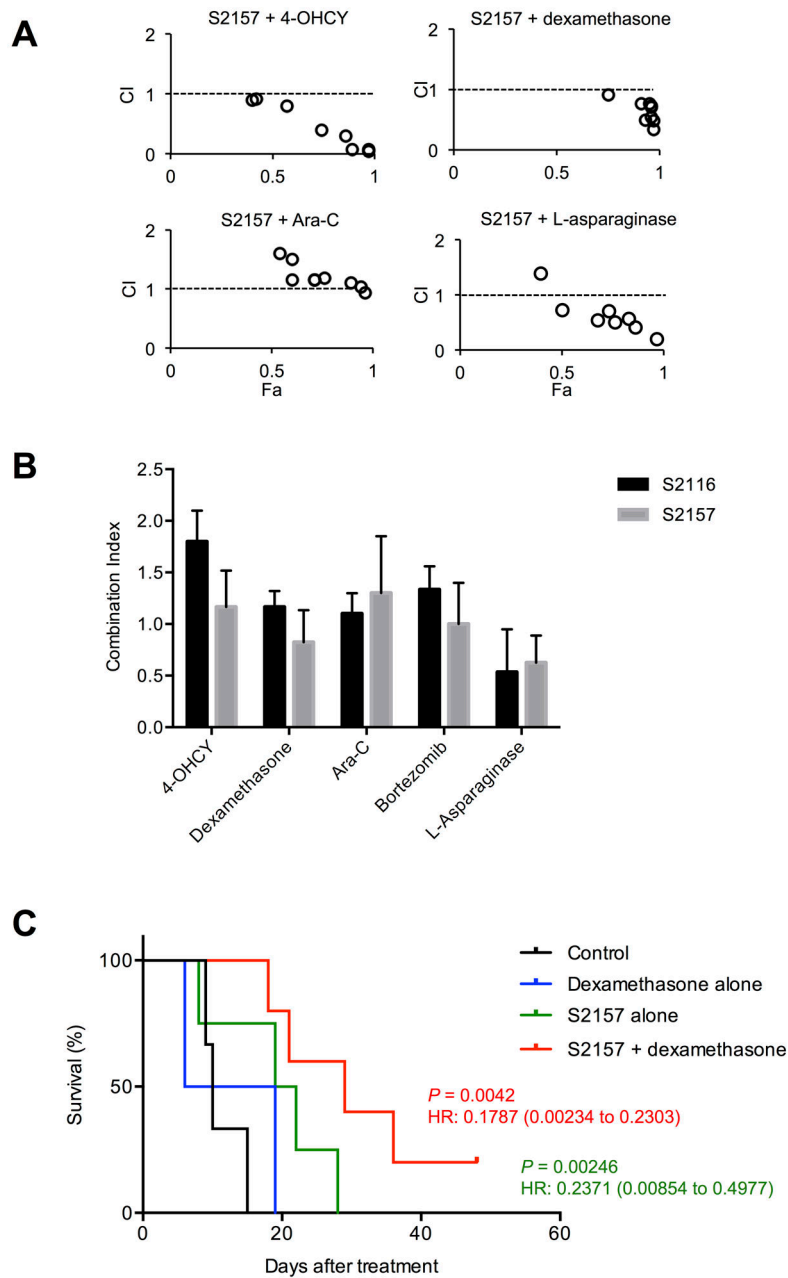 A
S2157 + 4-OHCY
2
CI
1
0
0
0.5
1
S2157 + dexamethasone
2
CI
1
0
0
0.5
1
S2157 + Ara-C
2
CI
1
0
0
0.5
1
Fa
S2157 + L-asparaginase
2
CI
1
0
0
0.5
1
Fa
B
2.5
2.0
1.5
1.0
0.5
0.0
Combination Index
S2116
S2157
4-OHCY
Dexamethasone
Ara-C
Bortezomib
L-Asparaginase
C
100
50
0
Survival (%)
Control
Dexamethasone alone
S2157 alone
S2157 + dexamethasone
P = 0.0042
HR: 0.1787 (0.00234 to 0.2303)
P = 0.00246
HR: 0.2371 (0.00854 to 0.4977)
0
20
40
60
Days after treatment